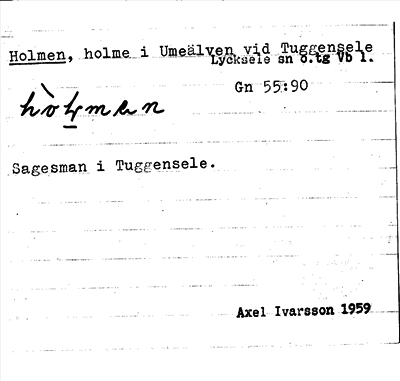 Holmen, holme i Umeälven vid Tuggensele
Lycksele sn ö.tg Vb l.
Gn 55:90
Sagesman i Tuggensele.
Axel Ivarsson 1959